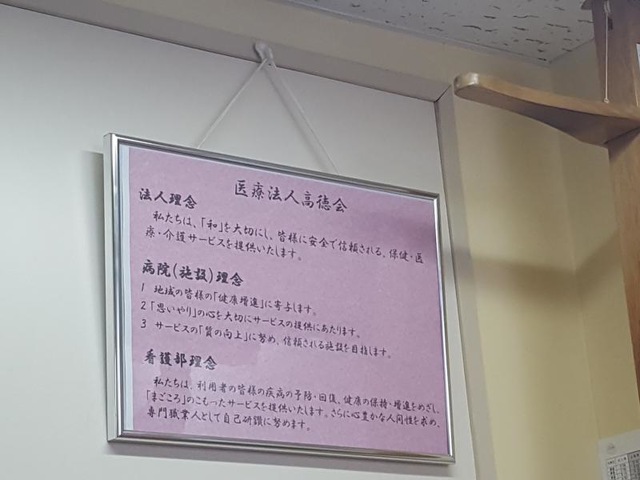 医療法人高徳会
法人理念
私たちは、「和」を大切にし、皆様に安全で信頼される、保健・医
療・介護サービスを提供いたします。
病院(施設)理念
1 地域の皆様の「健康増進」に寄与します。
2 「思いやり」の心を大切にサービスの提供にあたります。
3 サービスの「質の向上」に努め、信頼される施設を目指します。
看護部理念
私たちは、利用者の皆様の疾病の予防・回復、健康の保持・増進をめざし、
「まごころ」のこもったサービスを提供いたします。さらに心豊かな人間性を求め、
専門職業人として自己研鑽に努めます。